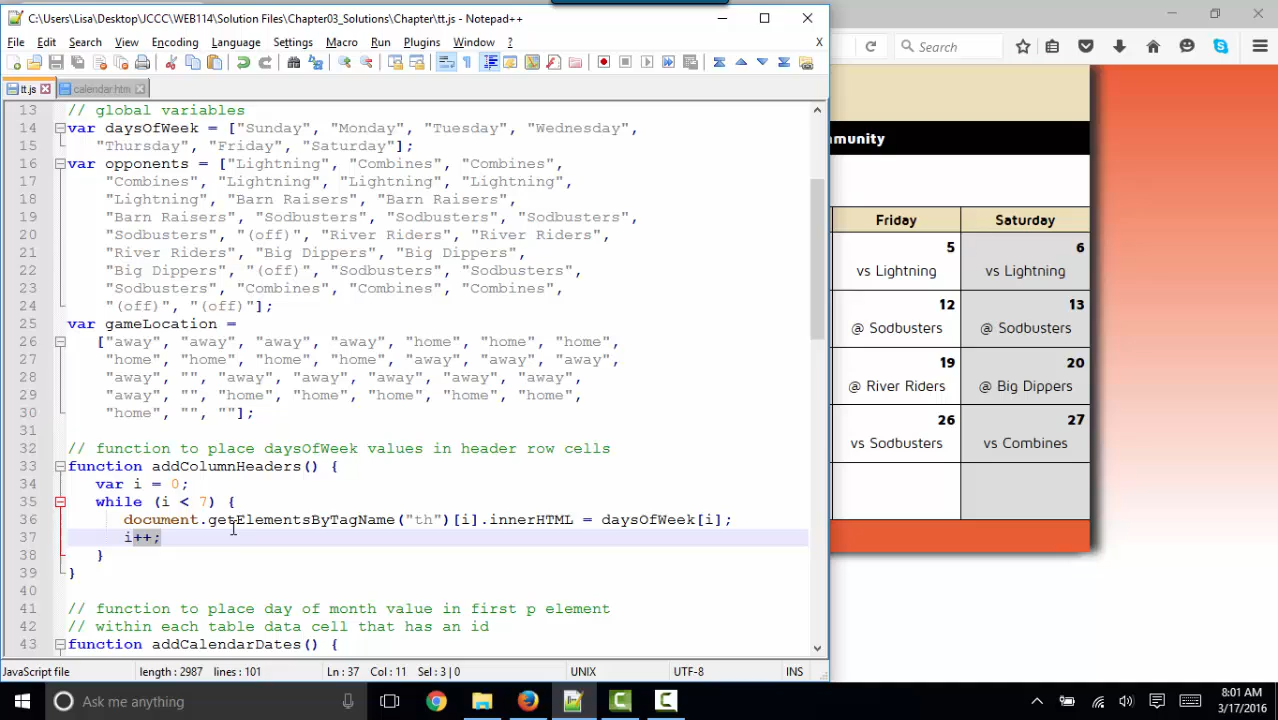 C:\Users\Lisa\Desktop\JCCC\WEB114\Solution Files\Chapter03_Solutions\Chapter\tt.js - Notepad++
File Edit Search View Encoding Language Settings Macro Run Plugins Window ? X
Search
tt.js calendar.htm
13 // global variables
14 var daysOfWeek = ["Sunday", "Monday", "Tuesday", "Wednesday",
15 "Thursday", "Friday", "Saturday"];
16 var opponents = ["Lightning", "Combines", "Combines",
17 "Combines", "Lightning", "Lightning", "Lightning",
18 "Lightning", "Barn Raisers", "Barn Raisers",
19 "Barn Raisers", "Sodbusters", "Sodbusters", "Sodbusters",
20 "Sodbusters", "(off)", "River Riders", "River Riders",
21 "River Riders", "Big Dippers", "Big Dippers",
22 "Big Dippers", "(off)", "Sodbusters", "Sodbusters",
23 "Sodbusters", "Combines", "Combines", "Combines",
24 "(off)", "(off)"];
25 var gameLocation =
26 ["away", "away", "away", "away", "home", "home", "home",
27 "home", "home", "home", "home", "away", "away", "away",
28 "away", "", "away", "away", "away", "away", "away",
29 "away", "", "home", "home", "home", "home", "home",
30 "home", "", ""];
31
32 // function to place daysOfWeek values in header row cells
33 function addColumnHeaders() {
34 var i = 0;
35 while (i < 7) {
36 document.getElementsByTagName("th")[i].innerHTML = daysOfWeek[i];
37 i++;
38 }
39 }
40
41 // function to place day of month value in first p element
42 // within each table data cell that has an id
43 function addCalendarDates() {
JavaScript file length : 2987 lines : 101 Ln : 37 Col : 11 Sel : 3 | 0 UNIX UTF-8 INS
munity
Friday Saturday
5 6
vs Lightning vs Lightning
12 13
@ Sodbusters @ Sodbusters
19 20
@ River Riders @ Big Dippers
26 27
vs Sodbusters vs Combines
Ask me anything
8:01 AM
3/17/2016